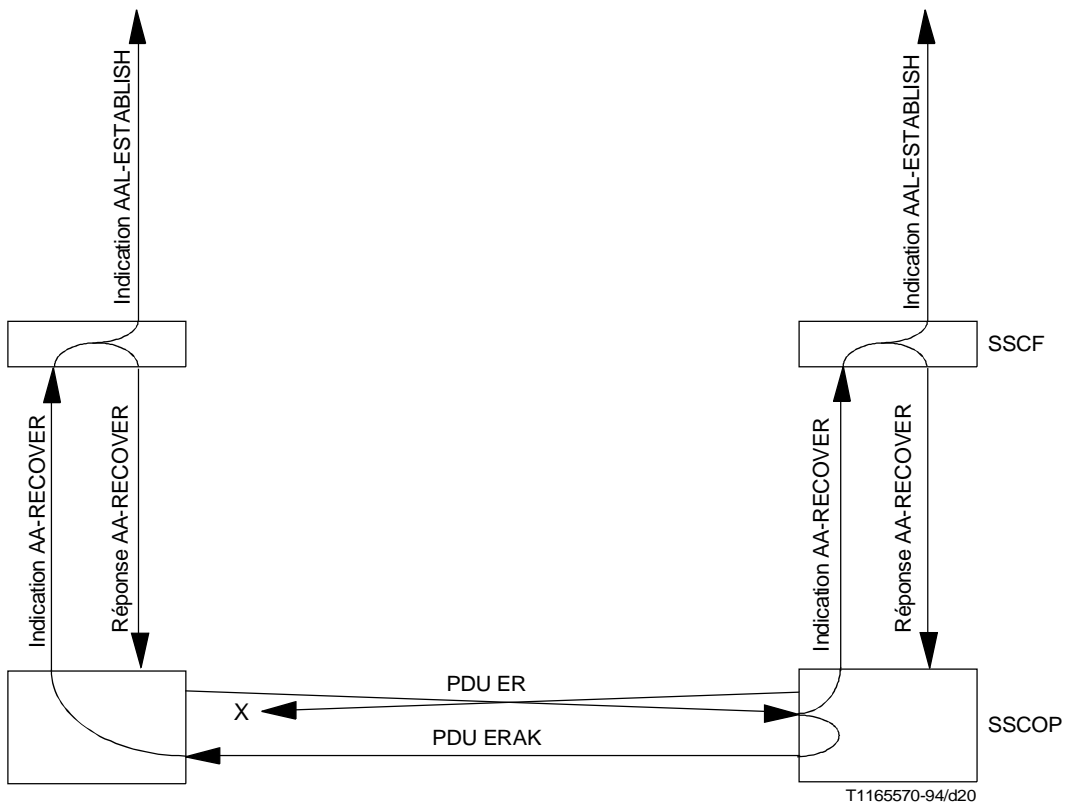 Indication AAL-ESTABLISH
Indication AAL-ESTABLISH
SSCF
Indication AA-RECOVER
Réponse AA-RECOVER
Indication AA-RECOVER
Réponse AA-RECOVER
PDU ER
X
PDU ERAK
SSCOP
T1165570-94/d20